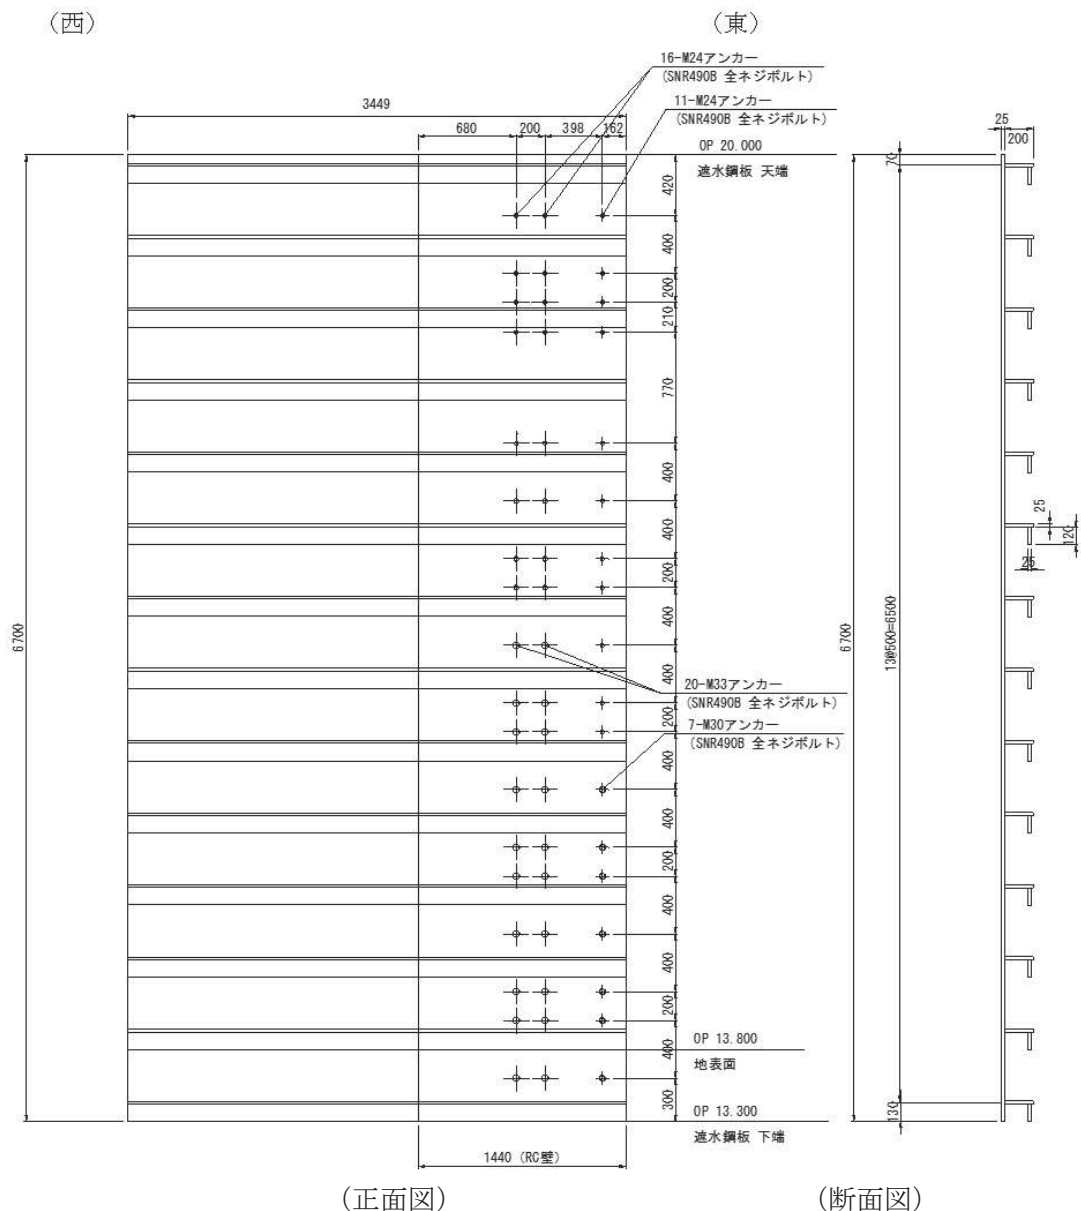 （西）
（東）
16-M24アンカー
(SNR490B 全ネジボルト)
3449
11-M24アンカー
(SNR490B 全ネジボルト)
680
200
398
162
OP 20.000
遮水鋼板 天端
25
200
70
420
400
200
210
770
400
400
200
400
400
200
400
400
200
400
400
200
400
300
6700
20-M33アンカー
(SNR490B 全ネジボルト)
7-M30アンカー
(SNR490B 全ネジボルト)
6700
13@500=6500
25
120
25
OP 13.800
地表面
OP 13.300
遮水鋼板 下端
130
1440 (RC壁)
（正面図）
（断面図）